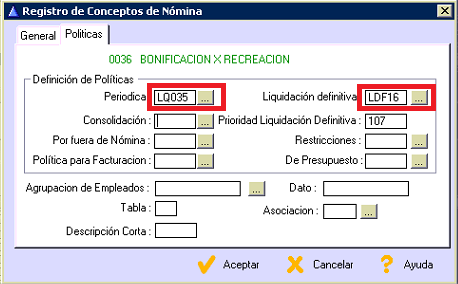 Registro de Conceptos de Nómina
General Politicas
0036 BONIFICACION X RECREACION
Definición de Políticas
Periodica LQ035 ... Liquidación definitiva LDF16 ...
Consolidación: ... Prioridad Liquidación Definitiva: 107
Por fuera de Nómina: ... Restricciones: ...
Política para Facturacion: ... De Presupuesto: ...
Agrupacion de Empleados: ... Dato:
Tabla: Asociacion: ...
Descripción Corta:
Aceptar Cancelar ? Ayuda